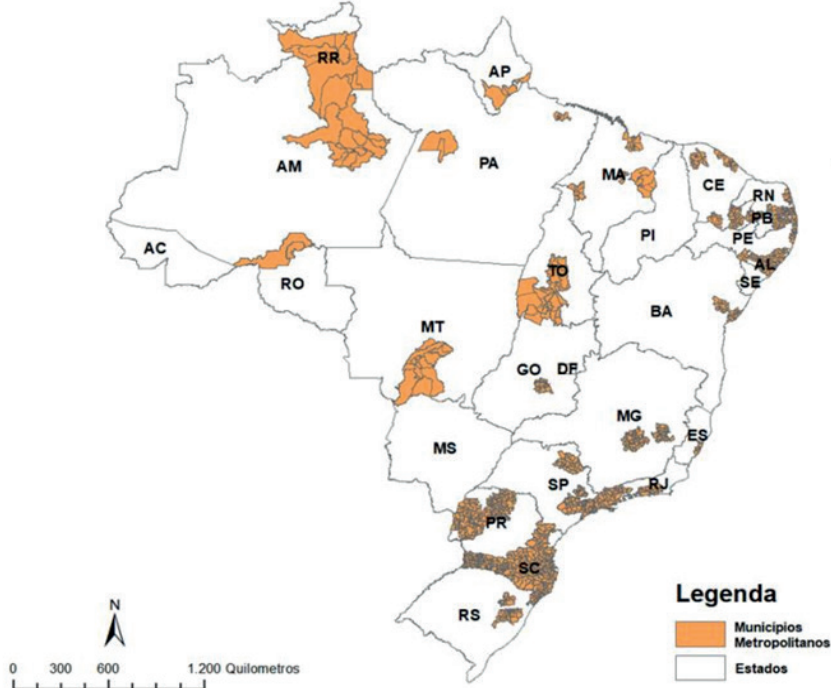 RR
AP
AM
PA
MA
CE
RN
PB
PI
PE
AL
SE
AC
RO
TO
BA
MT
GO DF
MG
ES
MS
SP
RJ
PR
SC
RS
N
0 300 600 1.200 Quilometros
Legenda
Municipios
Metropolitanos
Estados